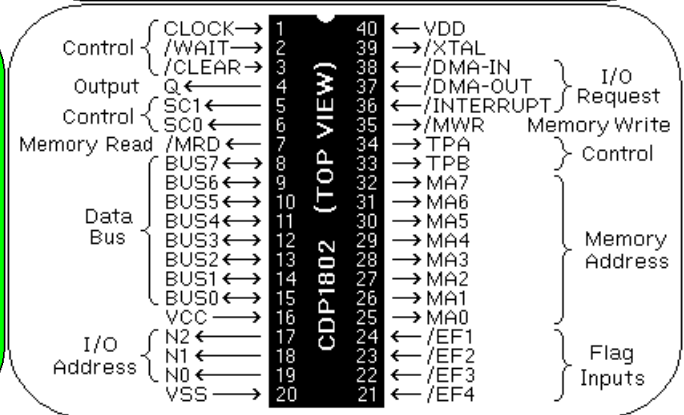 Control CLOCK 1 40 VDD
/WAIT 2 39 /XTAL
/CLEAR 3 38 /DMA-IN I/O Request
Output Q 4 37 /DMA-OUT
Control SC1 5 36 /INTERRUPT
SC0 6 35 /MWR Memory Write
Memory Read /MRD 7 34 TPA Control
BUS7 8 33 TPB
Data Bus BUS6 9 32 MA7 Memory Address
BUS5 10 31 MA6
BUS4 11 30 MA5
BUS3 12 29 MA4
BUS2 13 28 MA3
BUS1 14 27 MA2
BUS0 15 26 MA1
VCC 16 25 MA0
I/O Address N2 17 24 /EF1 Flag Inputs
N1 18 23 /EF2
N0 19 22 /EF3
VSS 20 21 /EF4
CDP1802 (TOP VIEW)